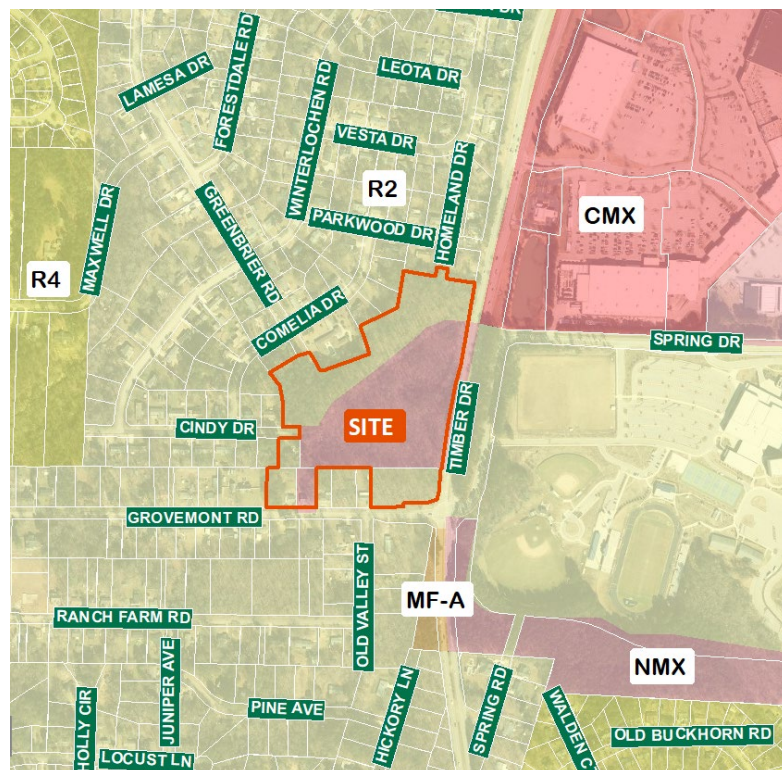 LEOTA DR
LAMESA DR
FORESTDALE RD
WINTERLOCHEN RD
VESTA DR
HOMELAND DR
R2
PARKWOOD DR
GREENBRIER RD
MAXWELL DR
CMX
R4
COMELIA DR
SPRING DR
TIMBER DR
CINDY DR
SITE
GROVEMONT RD
OLD VALLEY ST
MF-A
RANCH FARM RD
JUNIPER AVE
NMX
HICKORY LN
SPRING RD
PINE AVE
HOLLY CIR
WALDEN C
OLD BUCKHORN RD
LOCUST LN